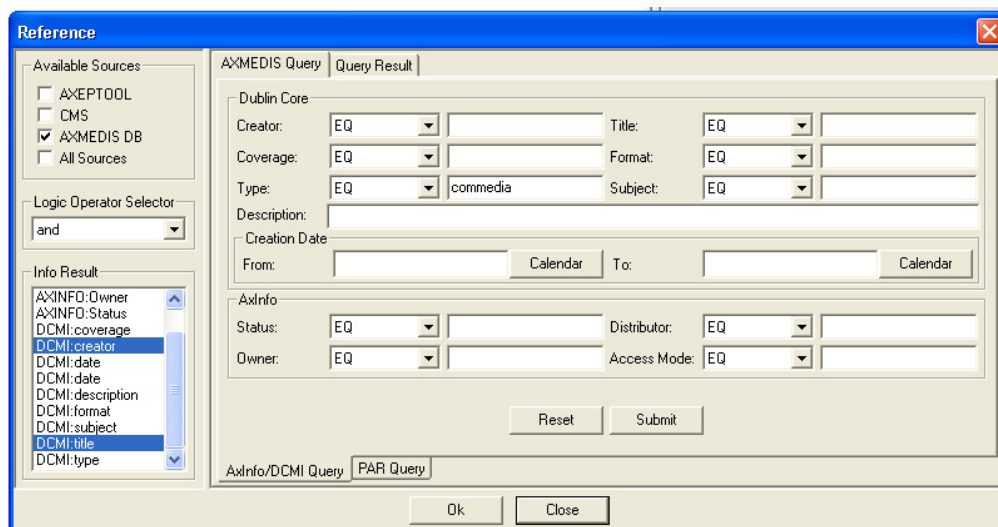 Reference
Available Sources
AXEPTOOL
CMS
AXMEDIS DB
All Sources
Logic Operator Selector
and
Info Result
AXINFO:Owner
AXINFO:Status
DCMI:coverage
DCMI:creator
DCMI:date
DCMI:date
DCMI:description
DCMI:format
DCMI:subject
DCMI:title
DCMI:type
AXMEDIS Query Query Result
Dublin Core
Creator: EQ Title: EQ
Coverage: EQ Format: EQ
Type: EQ commedia Subject: EQ
Description:
Creation Date
From: Calendar To: Calendar
AxInfo
Status: EQ Distributor: EQ
Owner: EQ Access Mode: EQ
Reset Submit
AxInfo/DCMI Query PAR Query
Ok Close